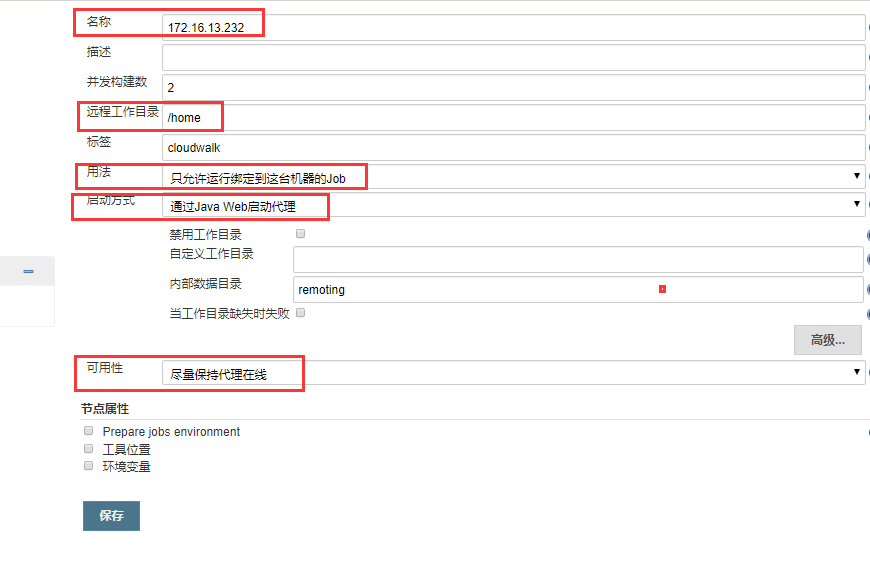 名称 172.16.13.232
描述
并发构建数 2
远程工作目录 /home
标签 cloudwalk
用法 只允许运行绑定到这台机器的Job
启动方式 通过Java Web启动代理
禁用工作目录
自定义工作目录
内部数据目录 remoting
当工作目录缺失时失败
高级...
可用性 尽量保持代理在线
节点属性
Prepare jobs environment
工具位置
环境变量
保存